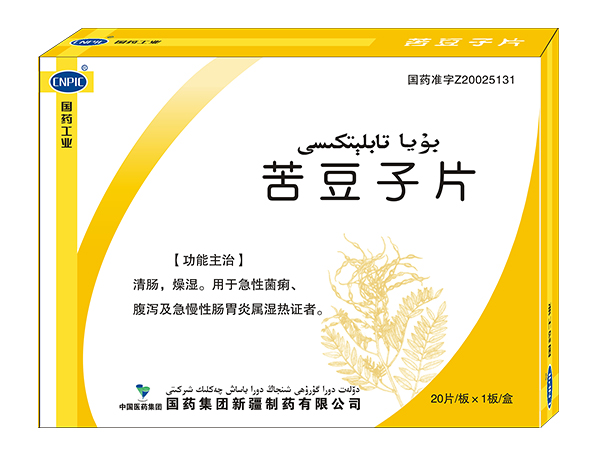 国药工业
苦豆子片
CNPIC®
国药工业
国药准字Z20025131
بۇيا تابلېتكىسى
苦豆子片
【功能主治】
清肠，燥湿。用于急性菌痢、
腹泻及急慢性肠胃炎属湿热证者。
دۆلەت دورا گۇرۇھى شىنجاڭ دورا ياساش چەكلىك شىركىتى
中国医药集团
国药集团新疆制药有限公司
20片/板×1板/盒